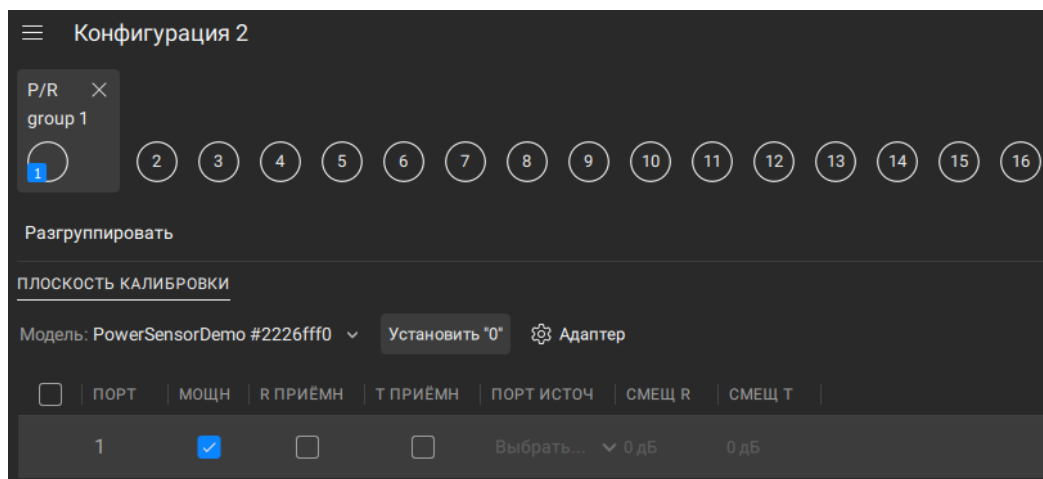 Конфигурация 2
P/R
group 1
1 2 3 4 5 6 7 8 9 10 11 12 13 14 15 16
Разгруппировать
ПЛОСКОСТЬ КАЛИБРОВКИ
Модель: PowerSensorDemo #2226fff0 Установить "0" Адаптер
ПОРТ МОЩН R ПРИЁМН T ПРИЁМН ПОРТ ИСТОЧ СМЕЩ R СМЕЩ T
1 Выбрать... 0 дБ 0 дБ